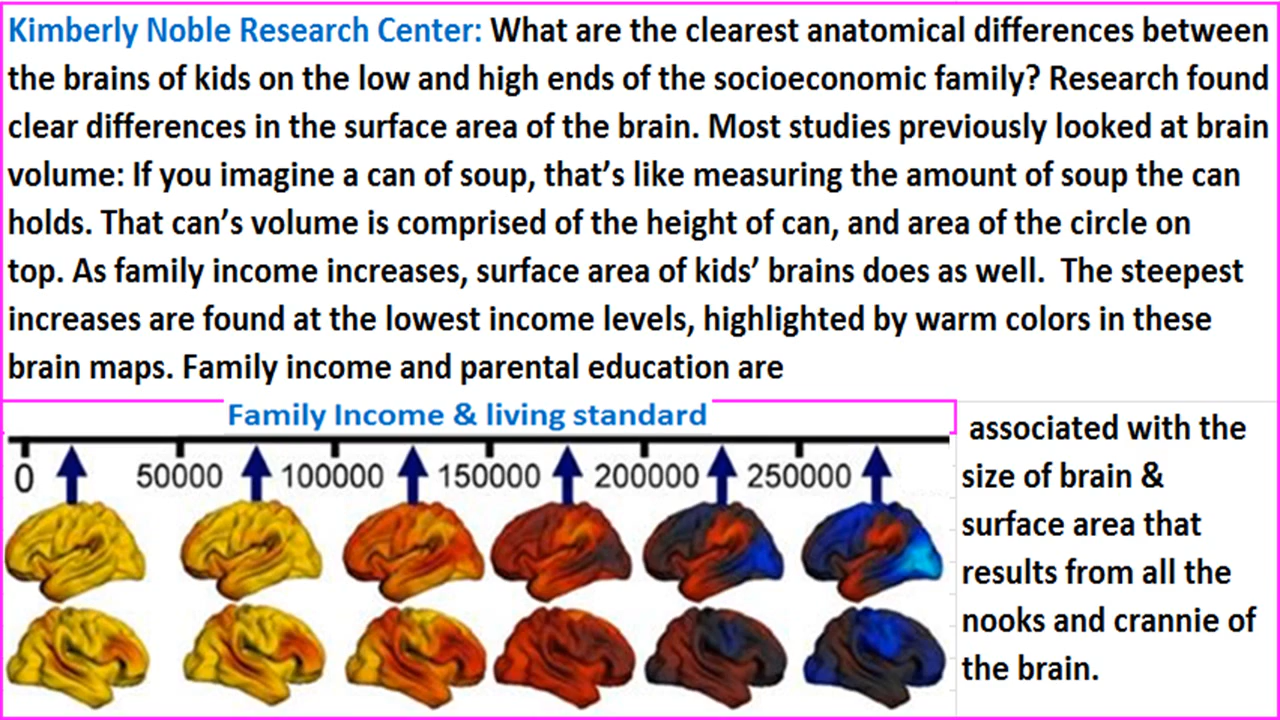 Kimberly Noble Research Center: What are the clearest anatomical differences between
the brains of kids on the low and high ends of the socioeconomic family? Research found
clear differences in the surface area of the brain. Most studies previously looked at brain
volume: If you imagine a can of soup, that’s like measuring the amount of soup the can
holds. That can’s volume is comprised of the height of can, and area of the circle on
top. As family income increases, surface area of kids’ brains does as well.  The steepest
increases are found at the lowest income levels, highlighted by warm colors in these
brain maps. Family income and parental education are
associated with the
size of brain &
surface area that
results from all the
nooks and crannie of
the brain.
Family Income & living standard
0 50000 100000 150000 200000 250000